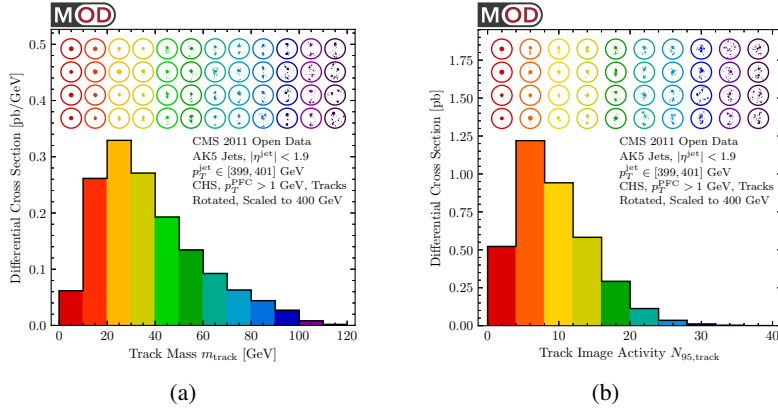 MOD
0.5
0.4
0.3
0.2
0.1
0.0
Differential Cross Section [pb/GeV]
CMS 2011 Open Data
AK5 Jets, |η^jet| < 1.9
p_T^jet ∈ [399, 401] GeV
CHS, p_T^PFC > 1 GeV, Tracks
Rotated, Scaled to 400 GeV
0 20 40 60 80 100 120
Track Mass m_track [GeV]
(a)
MOD
1.75
1.50
1.25
1.00
0.75
0.50
0.25
0.00
Differential Cross Section [pb]
CMS 2011 Open Data
AK5 Jets, |η^jet| < 1.9
p_T^jet ∈ [399, 401] GeV
CHS, p_T^PFC > 1 GeV, Tracks
Rotated, Scaled to 400 GeV
0 10 20 30 40
Track Image Activity N_95,track
(b)